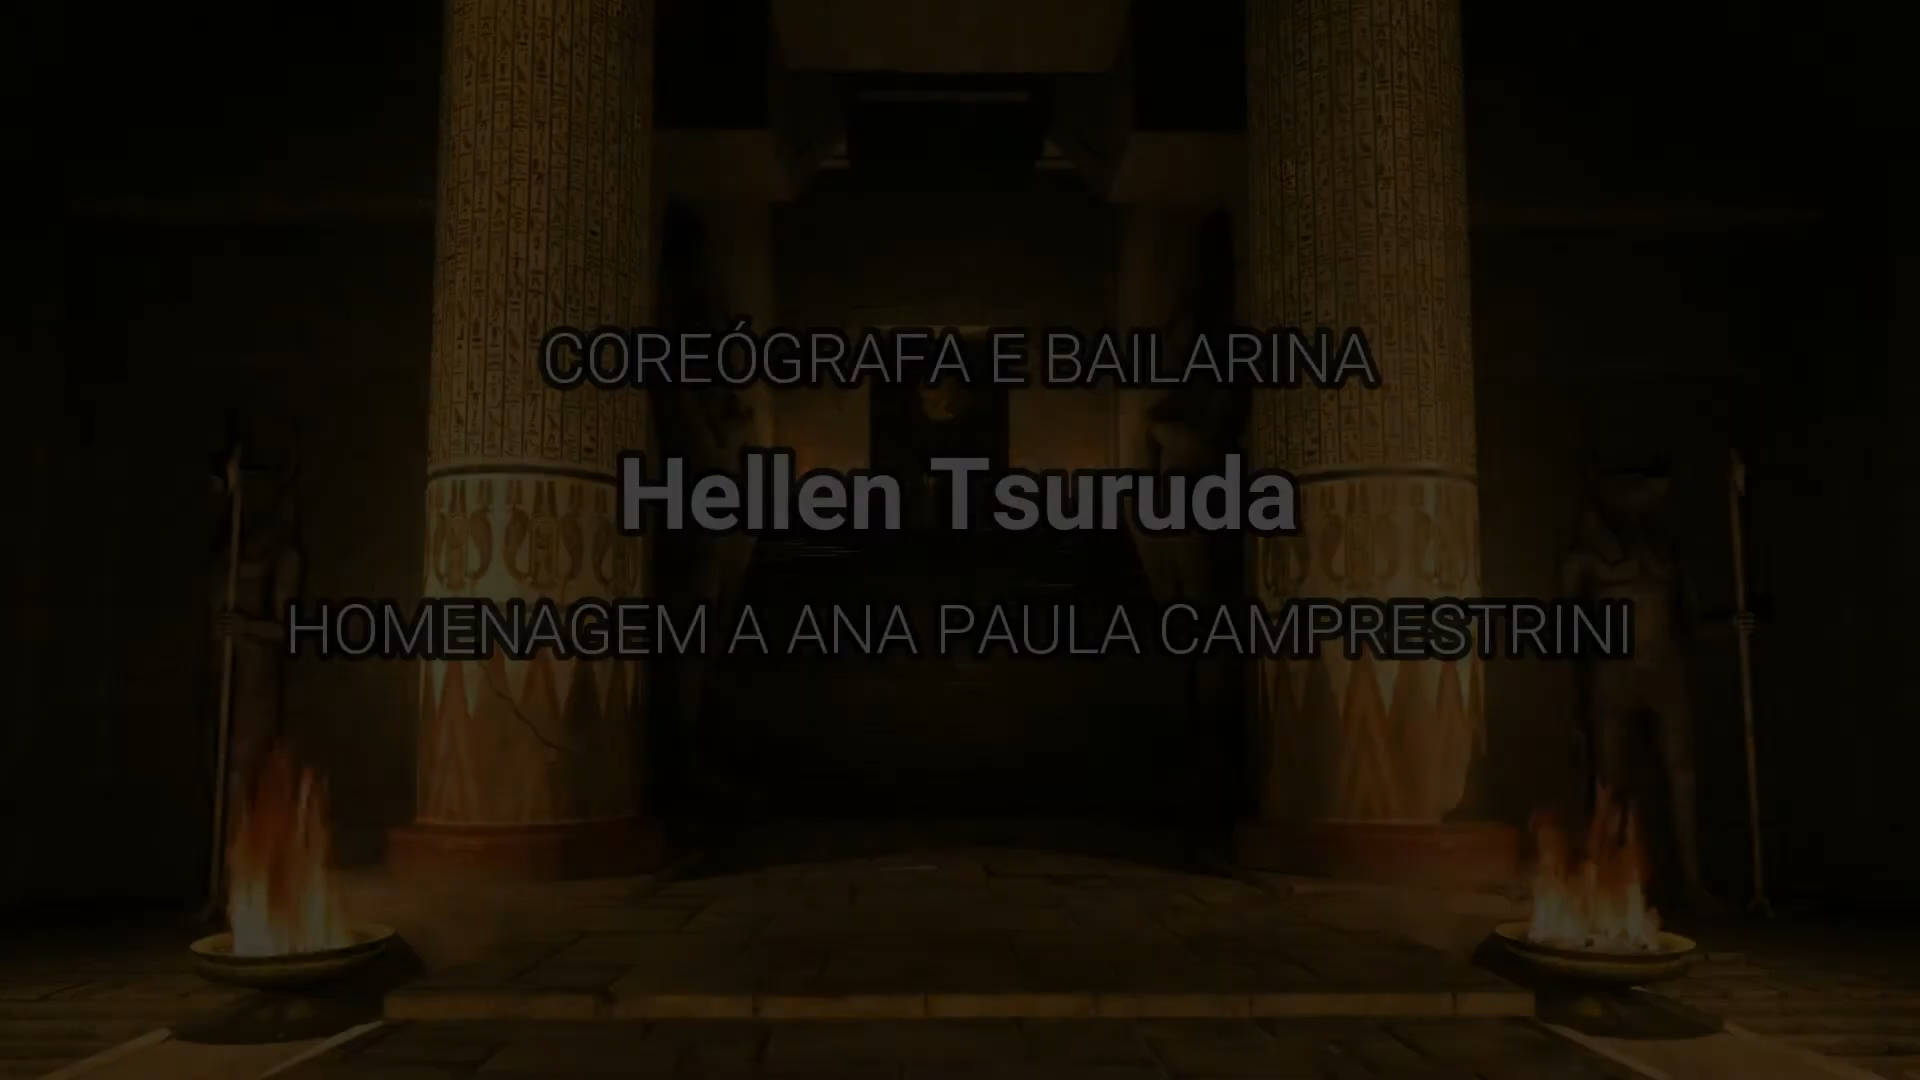 COREÓGRAFA E BAILARINA
Hellen Tsuruda
HOMENAGEM A ANA PAULA CAMPRESTRINI